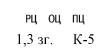 РЦ ОЦ ПЦ
1,3 зг. К-5